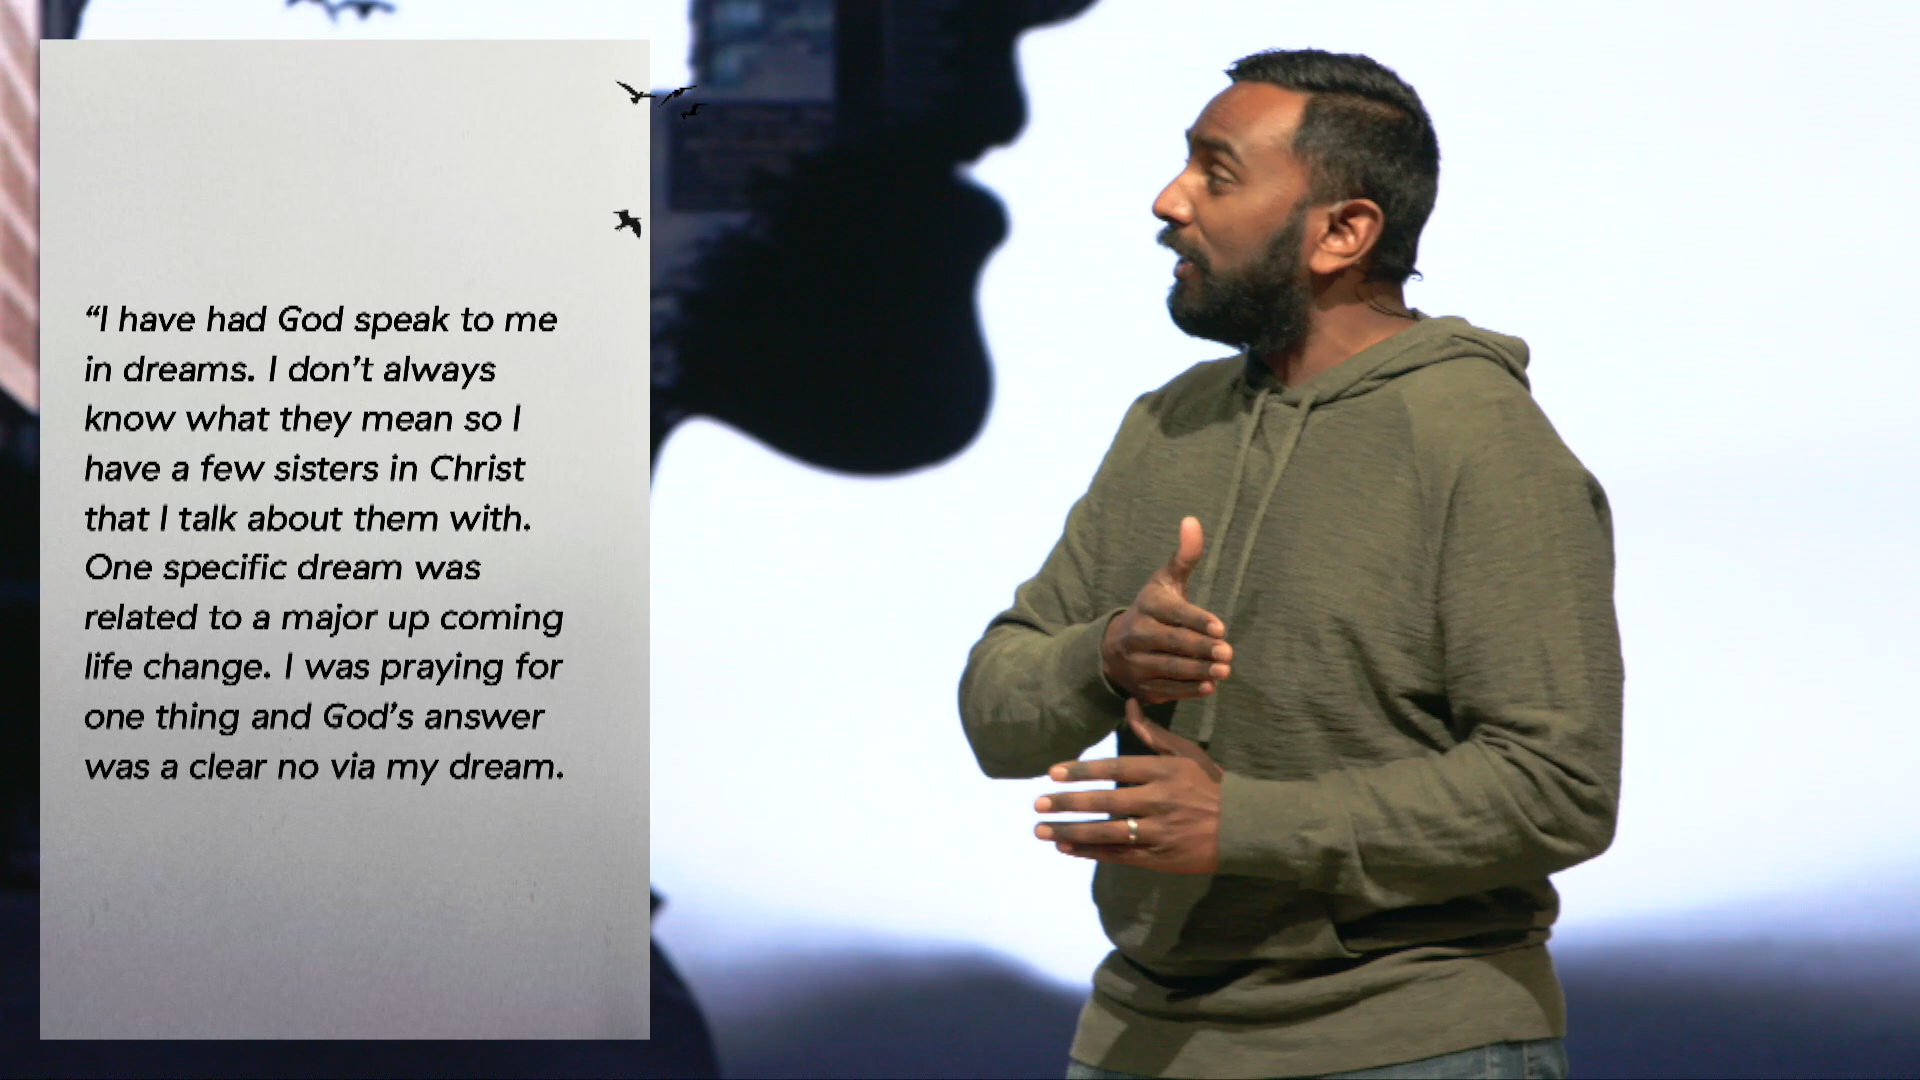 “I have had God speak to me
in dreams. I don’t always
know what they mean so I
have a few sisters in Christ
that I talk about them with.
One specific dream was
related to a major up coming
life change. I was praying for
one thing and God’s answer
was a clear no via my dream.